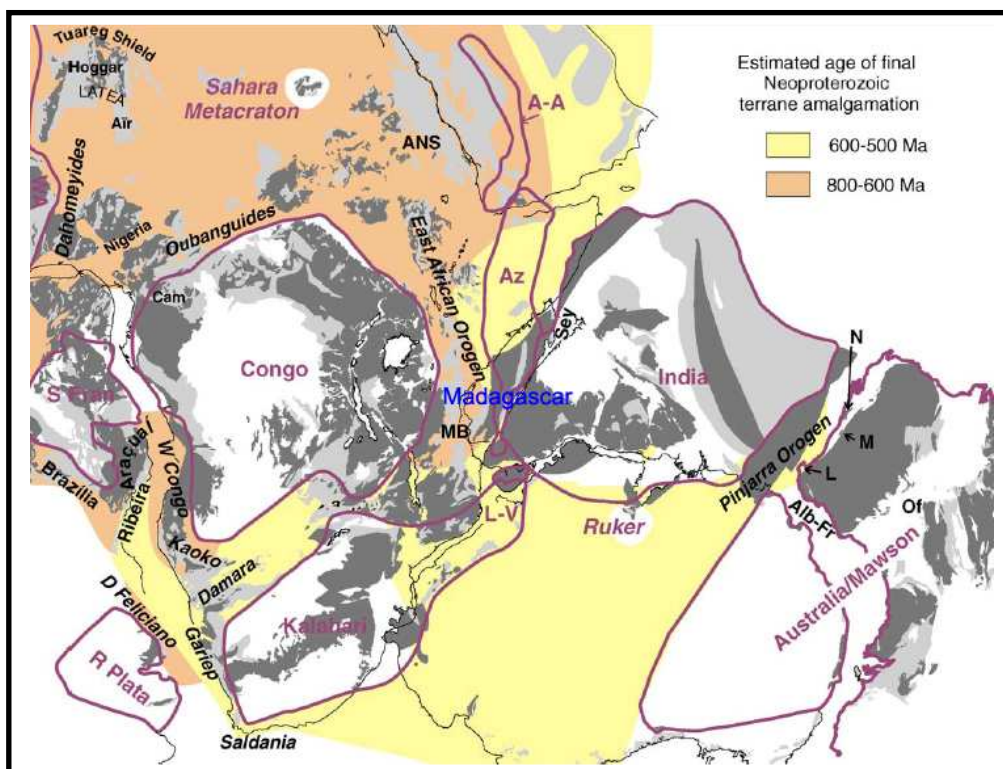 Tuareg Shield
Hoggar
LATEA
Aïr
Sahara
Metacraton
ANS
A-A
Estimated age of final
Neoproterozoic
terrane amalgamation
600-500 Ma
800-600 Ma
Dahomeyides
Nigeria
Oubanguides
East African Orogen
Az
Cam
Sey
Congo
India
N
S Fran
Madagascar
MB
M
L
Pinjarra Orogen
Araçuaí
W Congo
Brazilia
Ribeira
L-V
Ruker
Alb-Fr
Of
Kaoko
Damara
Australia/Mawson
D Feliciano
Gariep
Kalahari
R Plata
Saldania